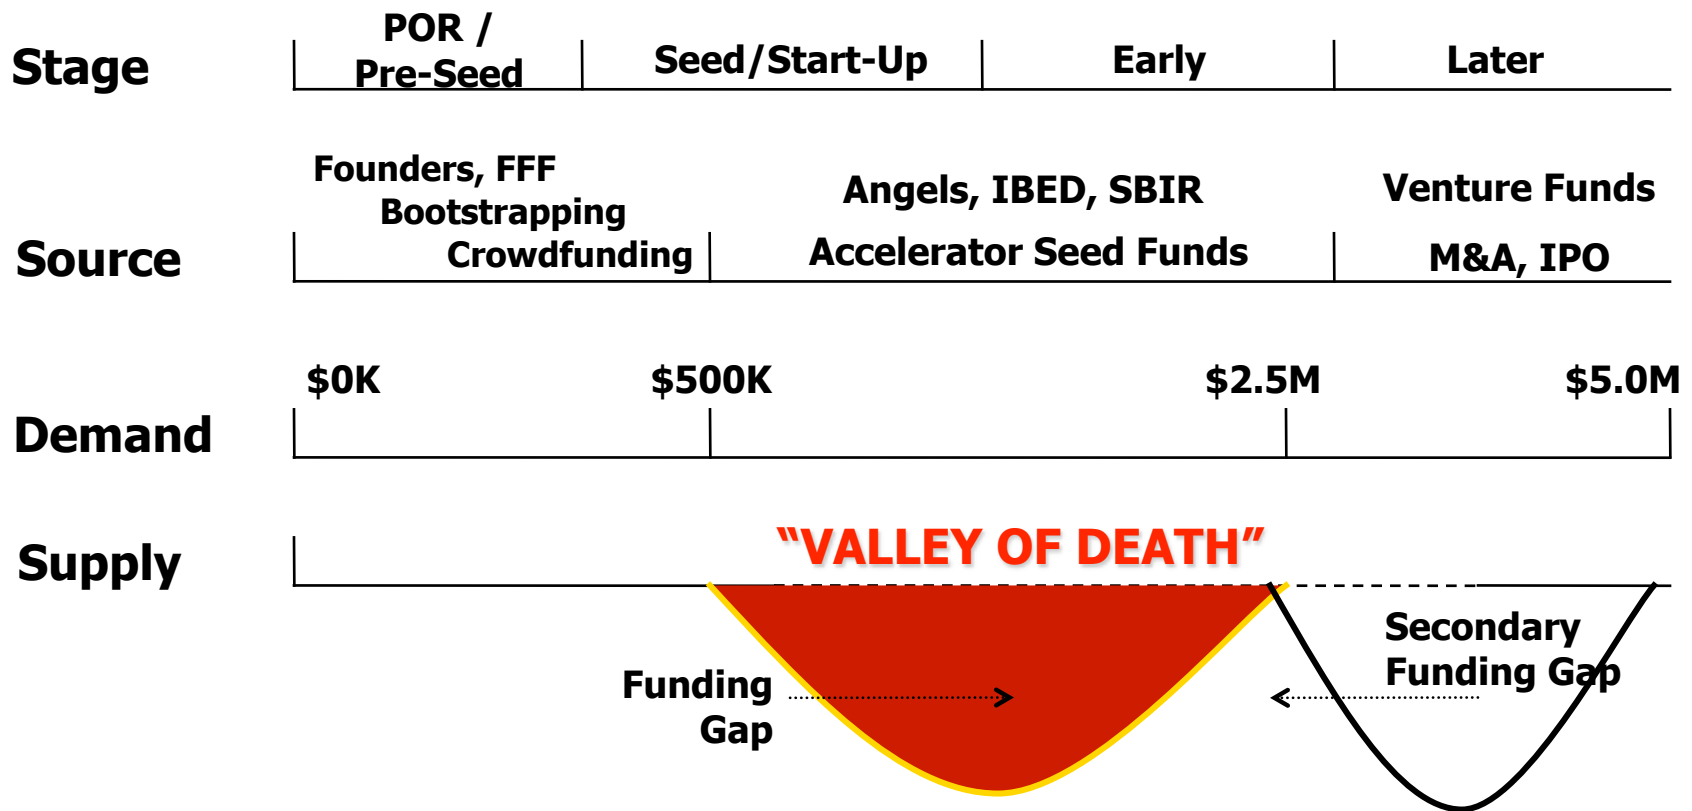 Stage
POR /
Pre-Seed
Seed/Start-Up
Early
Later
Source
Founders, FFF
Bootstrapping
Crowdfunding
Angels, IBED, SBIR
Accelerator Seed Funds
Venture Funds
M&A, IPO
Demand
$0K
$500K
$2.5M
$5.0M
Supply
“VALLEY OF DEATH”
Funding
Gap
Secondary
Funding Gap